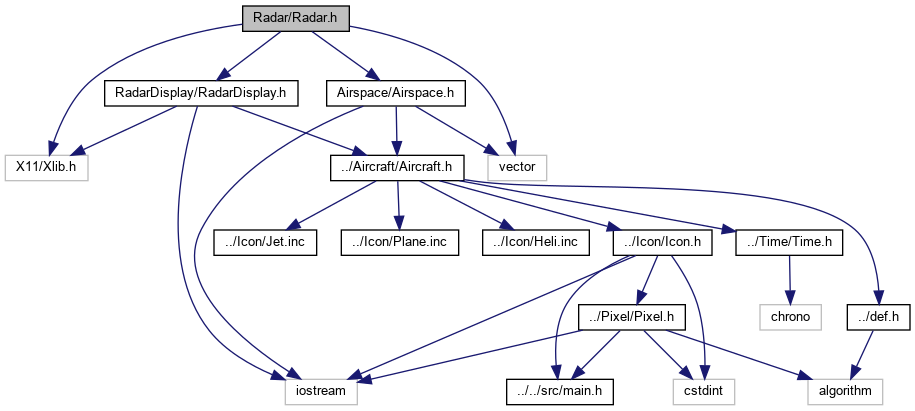 Radar/Radar.h
RadarDisplay/RadarDisplay.h
Airspace/Airspace.h
X11/Xlib.h
../Aircraft/Aircraft.h
vector
../Icon/Jet.inc
../Icon/Plane.inc
../Icon/Heli.inc
../Icon/Icon.h
../Time/Time.h
../Pixel/Pixel.h
chrono
../def.h
iostream
../../src/main.h
cstdint
algorithm